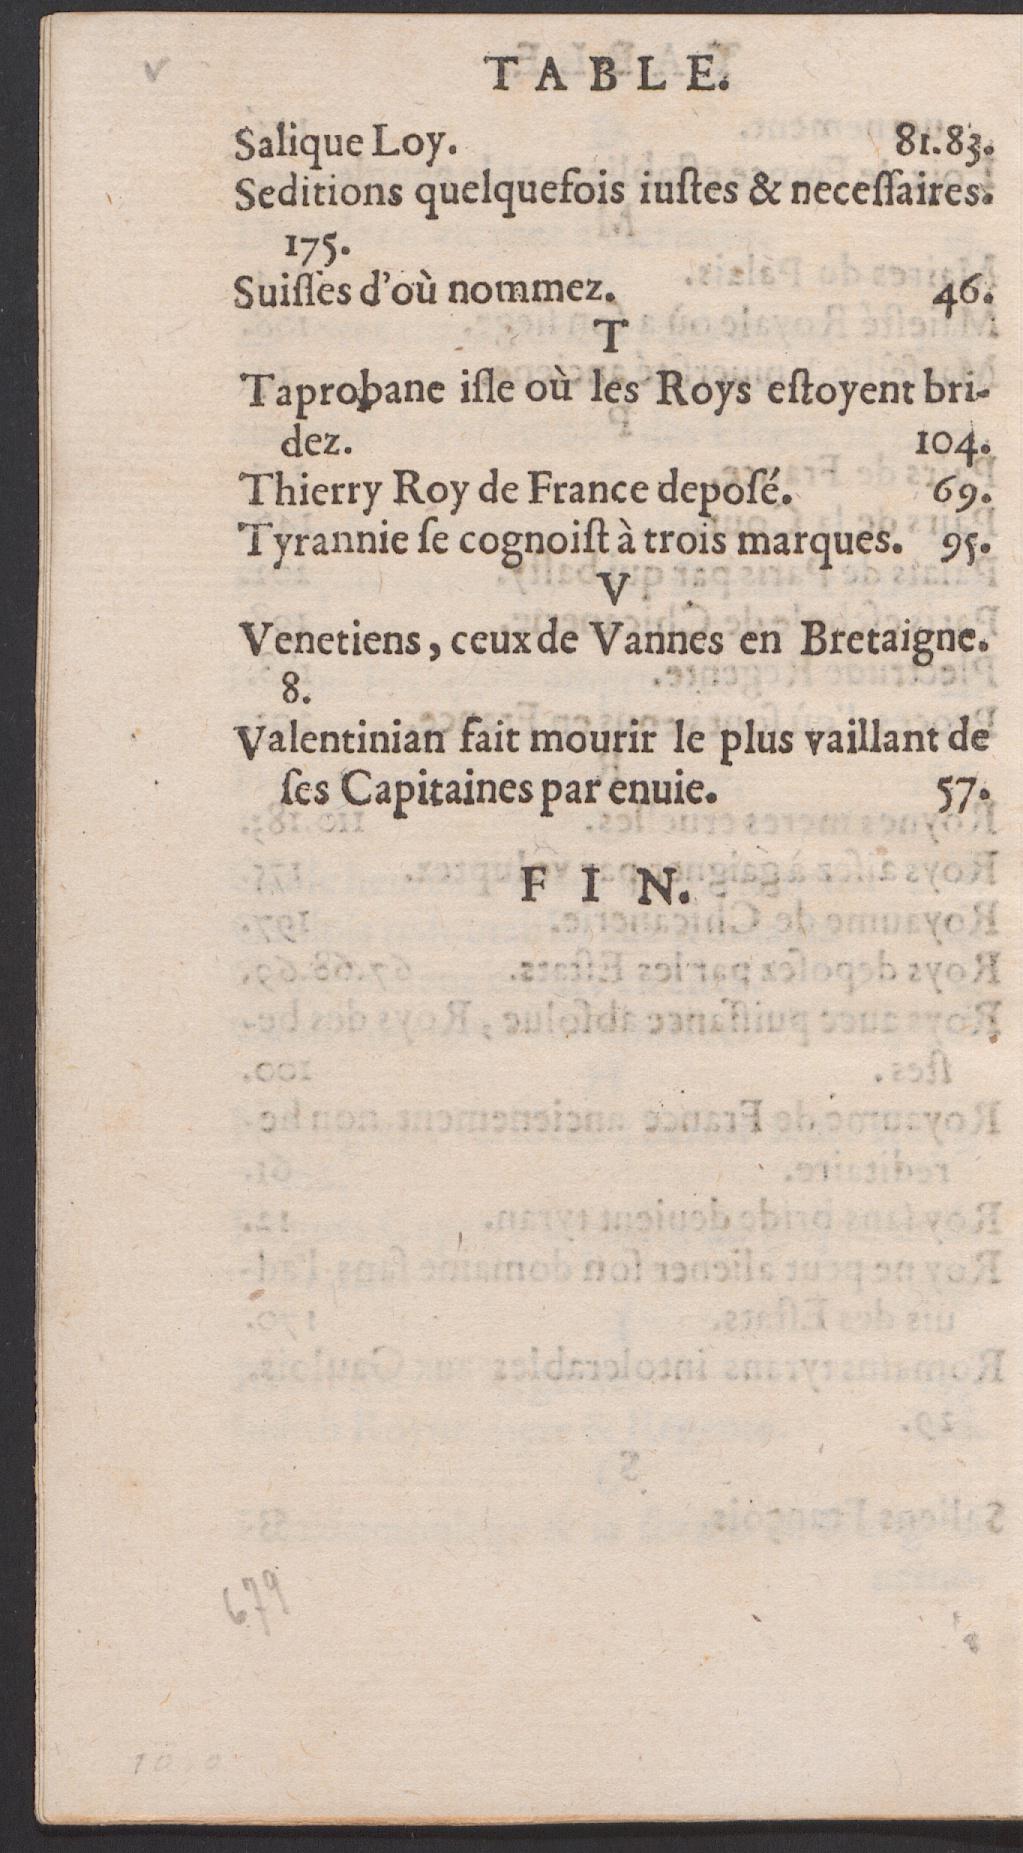 TABLE.
Salique Loy. 81.83.
Seditions quelquefois iuſtes & neceſſaires.
175.
Suiſſes d'où nommez. 46.
T
Taprobane iſle où les Roys eſtoyent bri-
dez. 104.
Thierry Roy de France depoſé. 69.
Tyrannie ſe cognoiſt à trois marques. 95.
V
Venetiens, ceux de Vannes en Bretaigne.
8.
Valentinian fait mourir le plus vaillant de
ſes Capitaines par enuie. 57.
FIN.
679